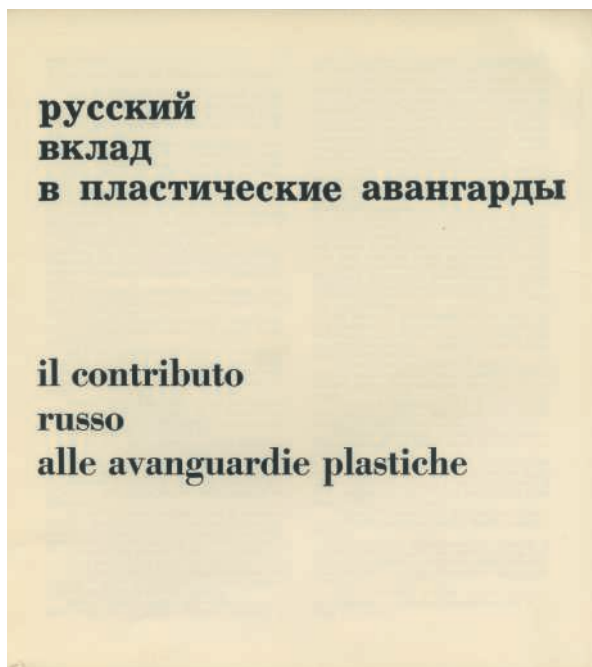 русский
вклад
в пластические авангарды
il contributo
russo
alle avanguardie plastiche